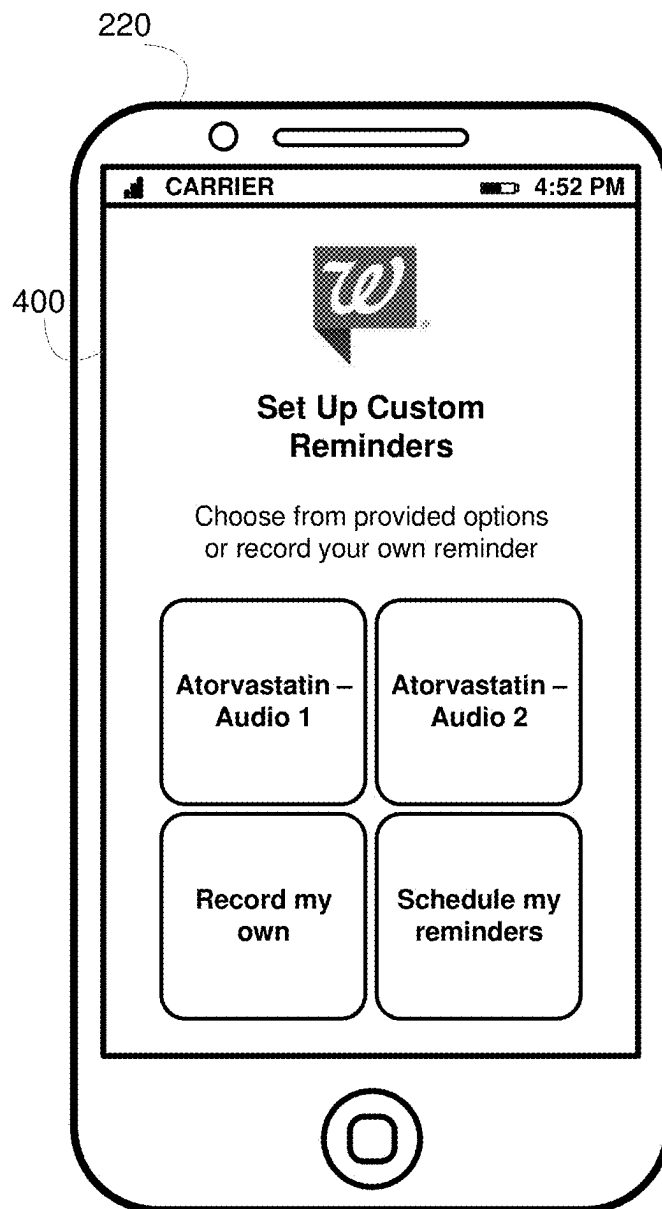 220
CARRIER 4:52 PM
W
400
Set Up Custom
Reminders
Choose from provided options
or record your own reminder
Atorvastatin –
Audio 1
Atorvastatin –
Audio 2
Record my
own
Schedule my
reminders